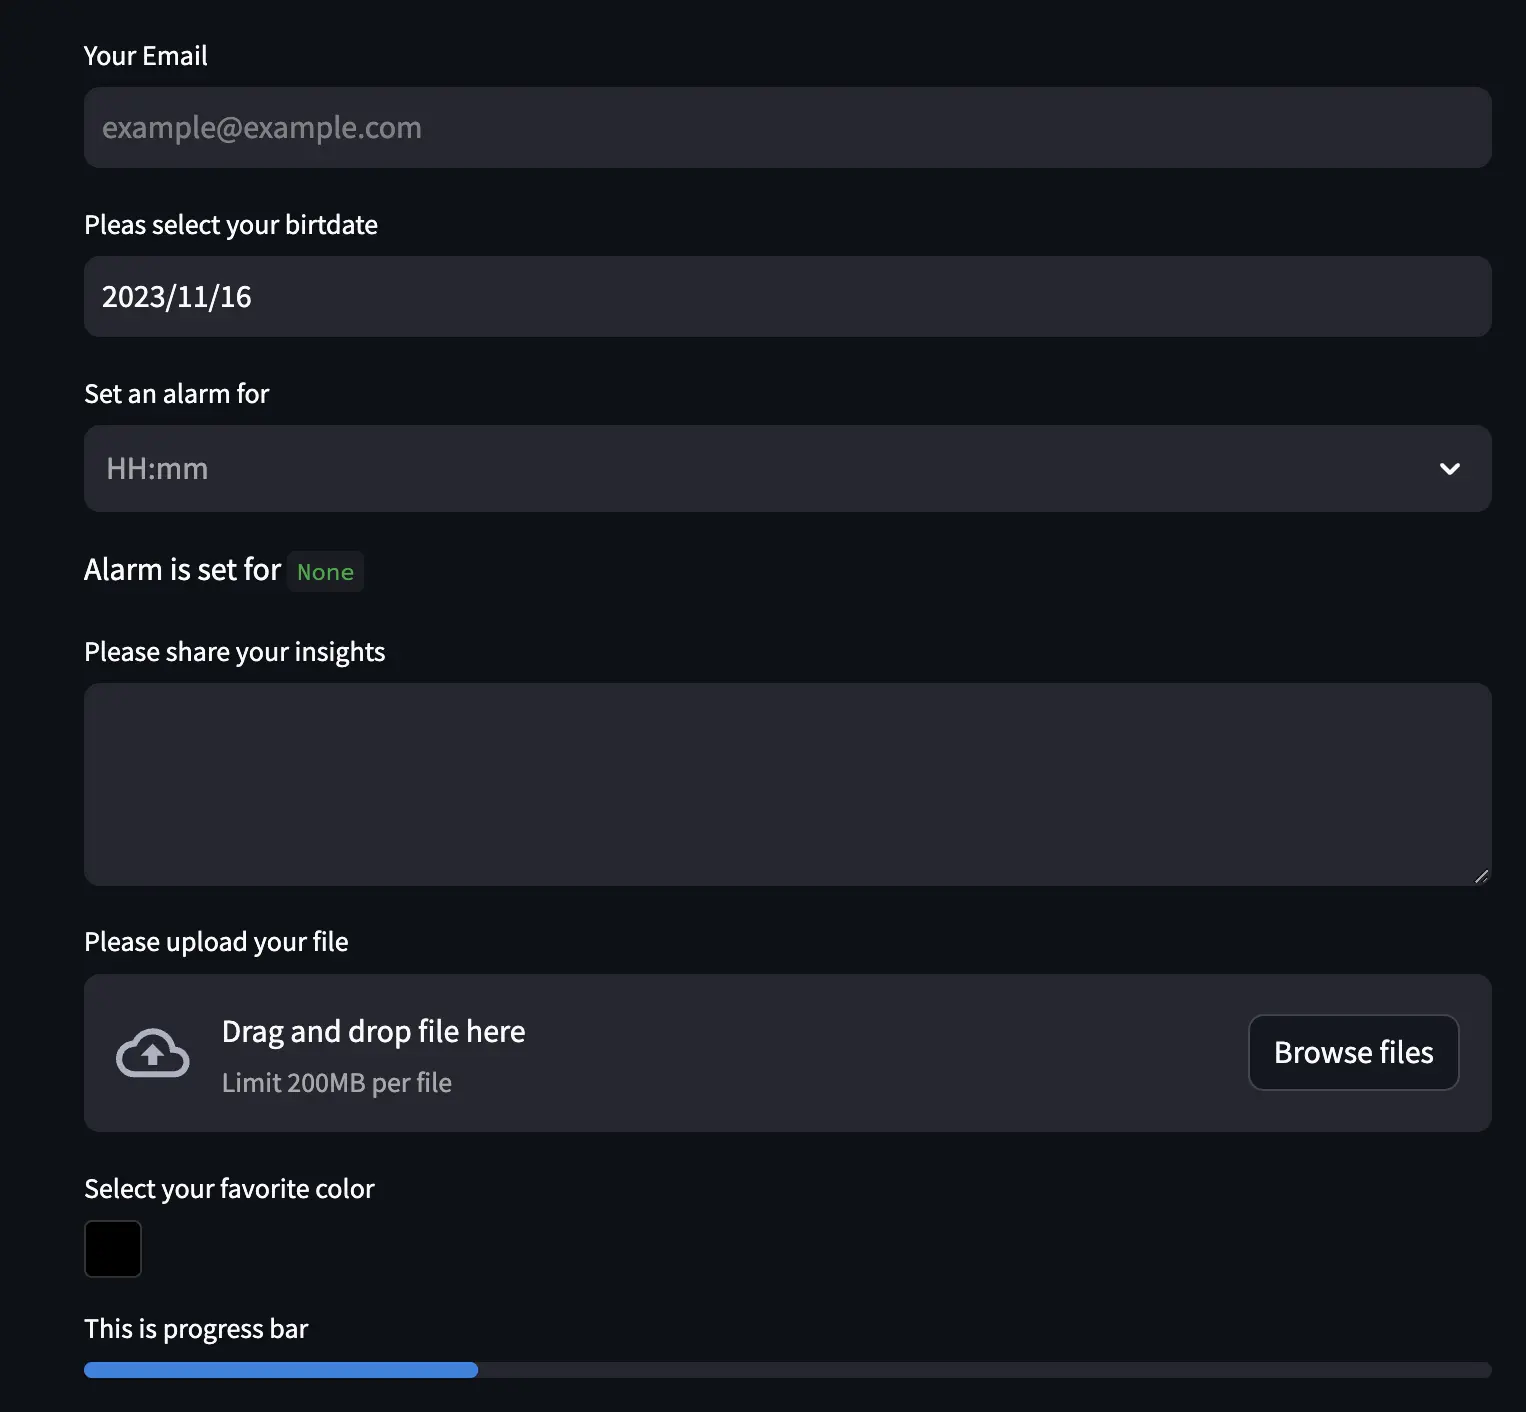 Your Email
example@example.com
Pleas select your birtdate
2023/11/16
Set an alarm for
HH:mm
Alarm is set for None
Please share your insights
Please upload your file
Drag and drop file here
Limit 200MB per file
Browse files
Select your favorite color
This is progress bar